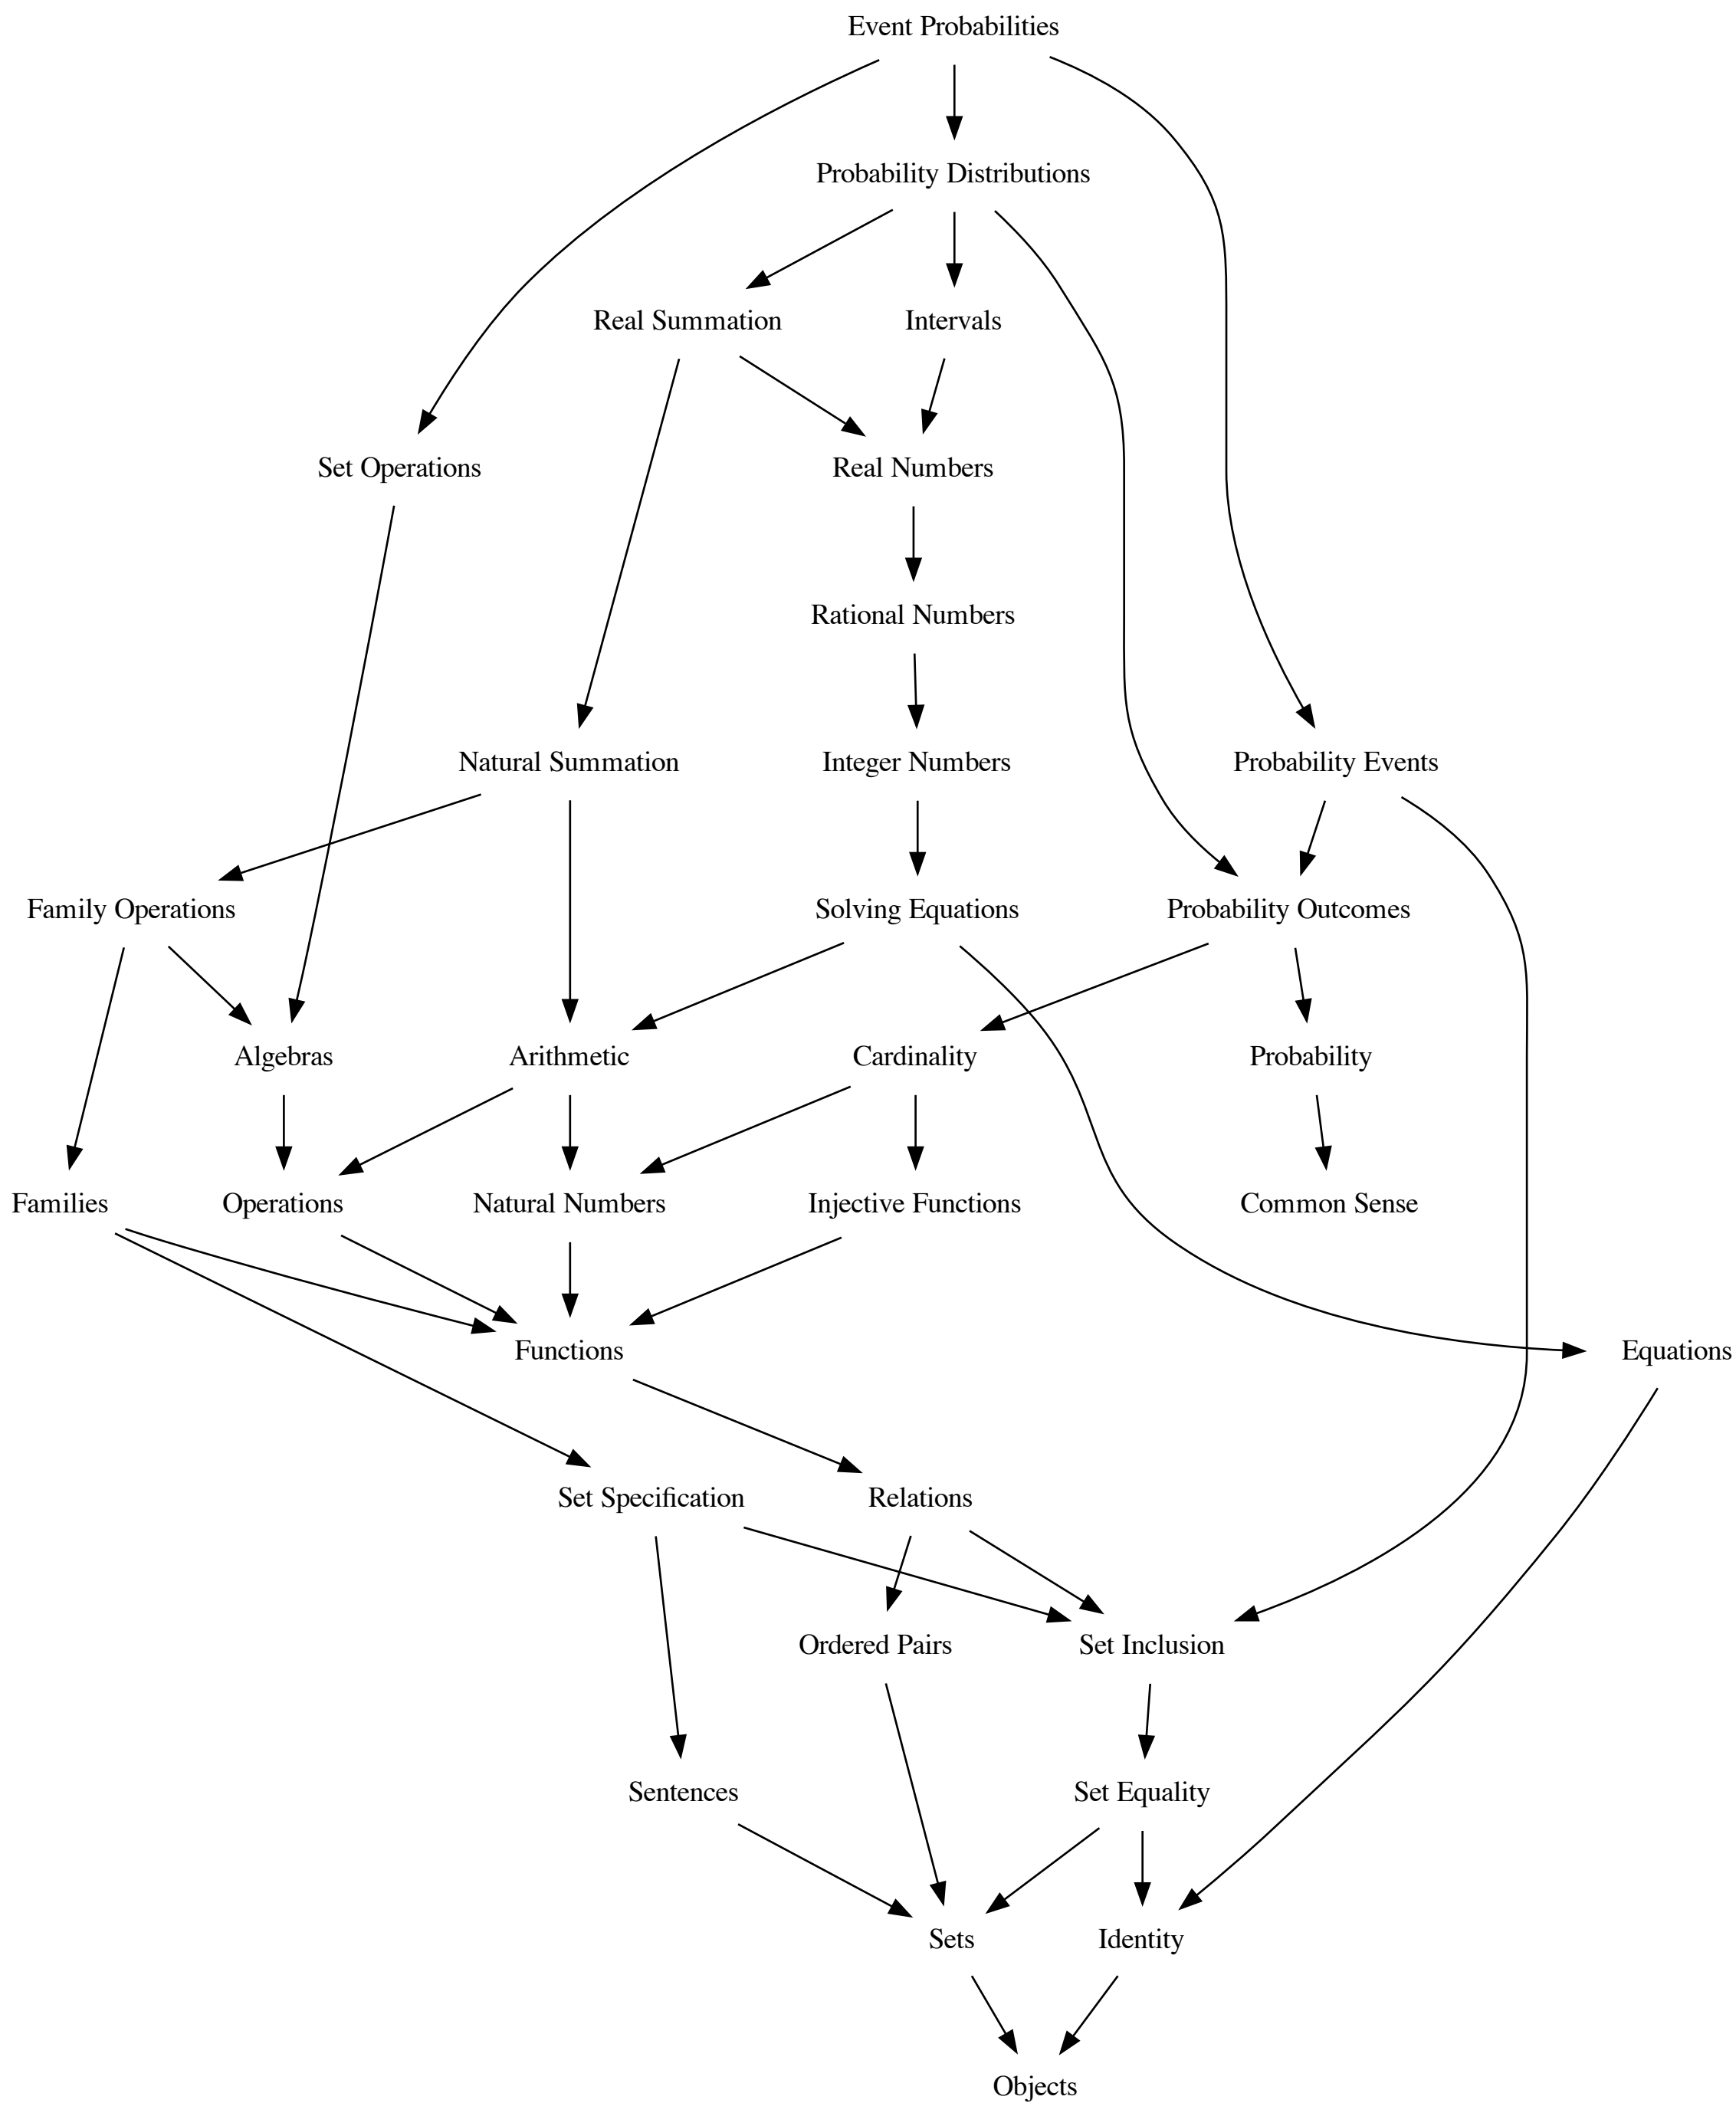 Event Probabilities
Probability Distributions
Real Summation
Intervals
Set Operations
Real Numbers
Rational Numbers
Natural Summation
Integer Numbers
Probability Events
Family Operations
Solving Equations
Probability Outcomes
Algebras
Arithmetic
Cardinality
Probability
Families
Operations
Natural Numbers
Injective Functions
Common Sense
Functions
Equations
Set Specification
Relations
Ordered Pairs
Set Inclusion
Sentences
Set Equality
Sets
Identity
Objects